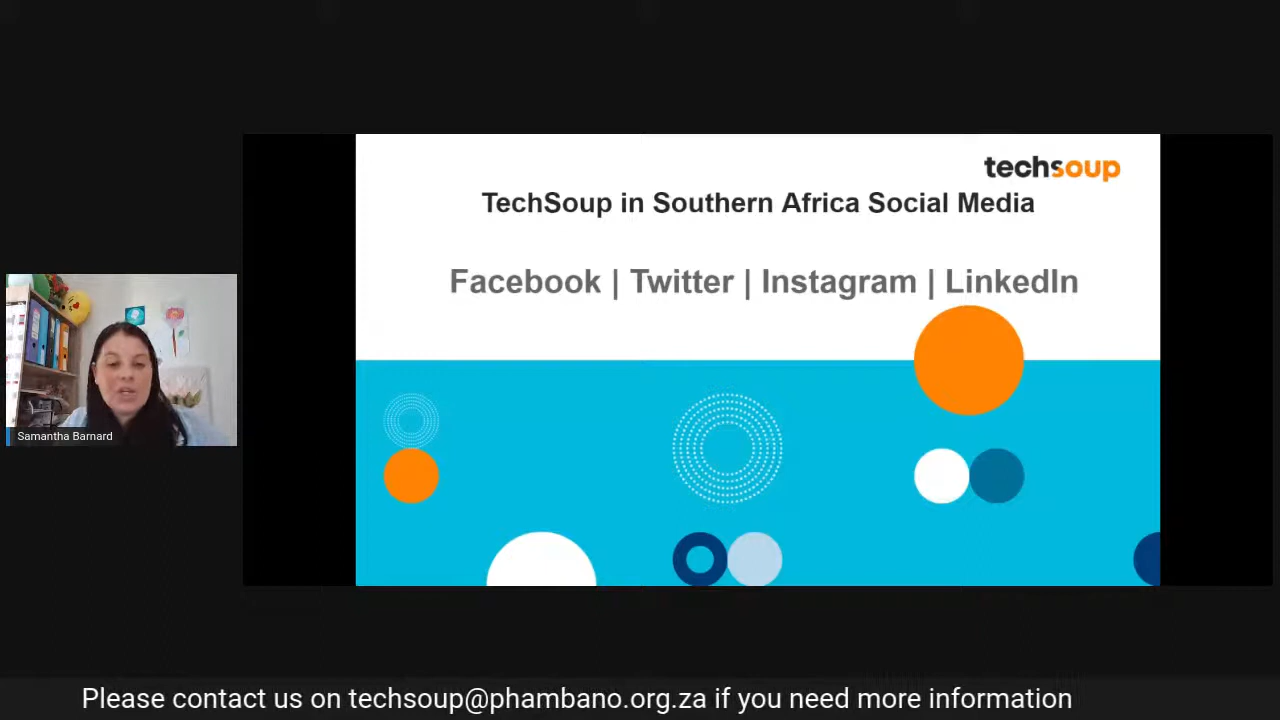 techsoup
TechSoup in Southern Africa Social Media
Facebook | Twitter | Instagram | LinkedIn
Samantha Barnard
Please contact us on techsoup@phambano.org.za if you need more information